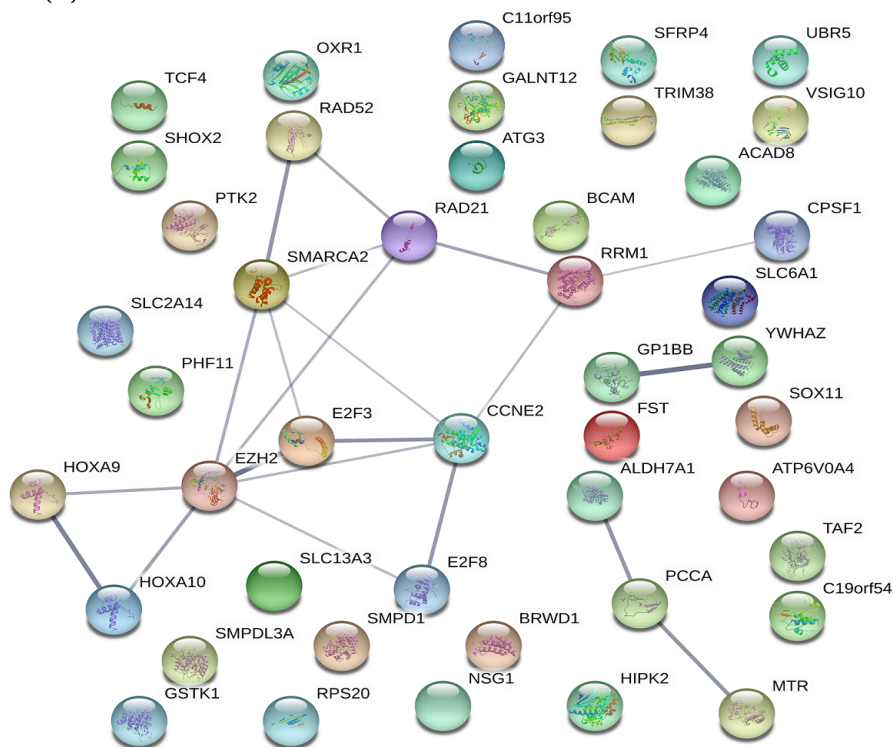 C11orf95
OXR1
SFRP4
UBR5
TCF4
GALNT12
RAD52
TRIM38
VSIG10
SHOX2
ATG3
ACAD8
PTK2
RAD21
BCAM
CPSF1
SMARCA2
RRM1
SLC6A1
SLC2A14
YWHAZ
GP1BB
PHF11
SOX11
E2F3
CCNE2
FST
EZH2
HOXA9
ALDH7A1
ATP6V0A4
TAF2
SLC13A3
E2F8
PCCA
HOXA10
C19orf54
SMPD1
BRWD1
SMPDL3A
NSG1
MTR
GSTK1
RPS20
HIPK2